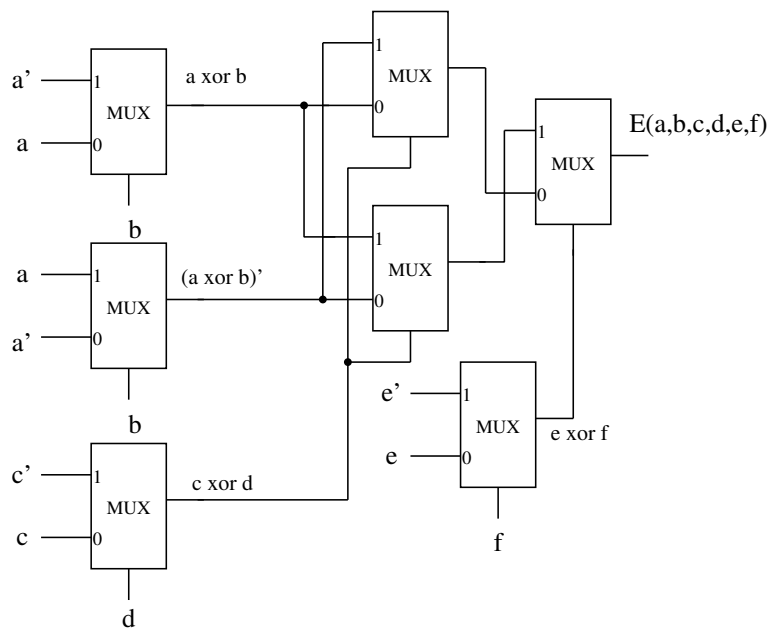 a'
1
MUX
a
0
b
a xor b
1
MUX
0
1
MUX
0
E(a,b,c,d,e,f)
a
1
MUX
a'
0
b
(a xor b)'
1
MUX
0
e'
1
MUX
e
0
f
e xor f
c'
1
MUX
c
0
d
c xor d